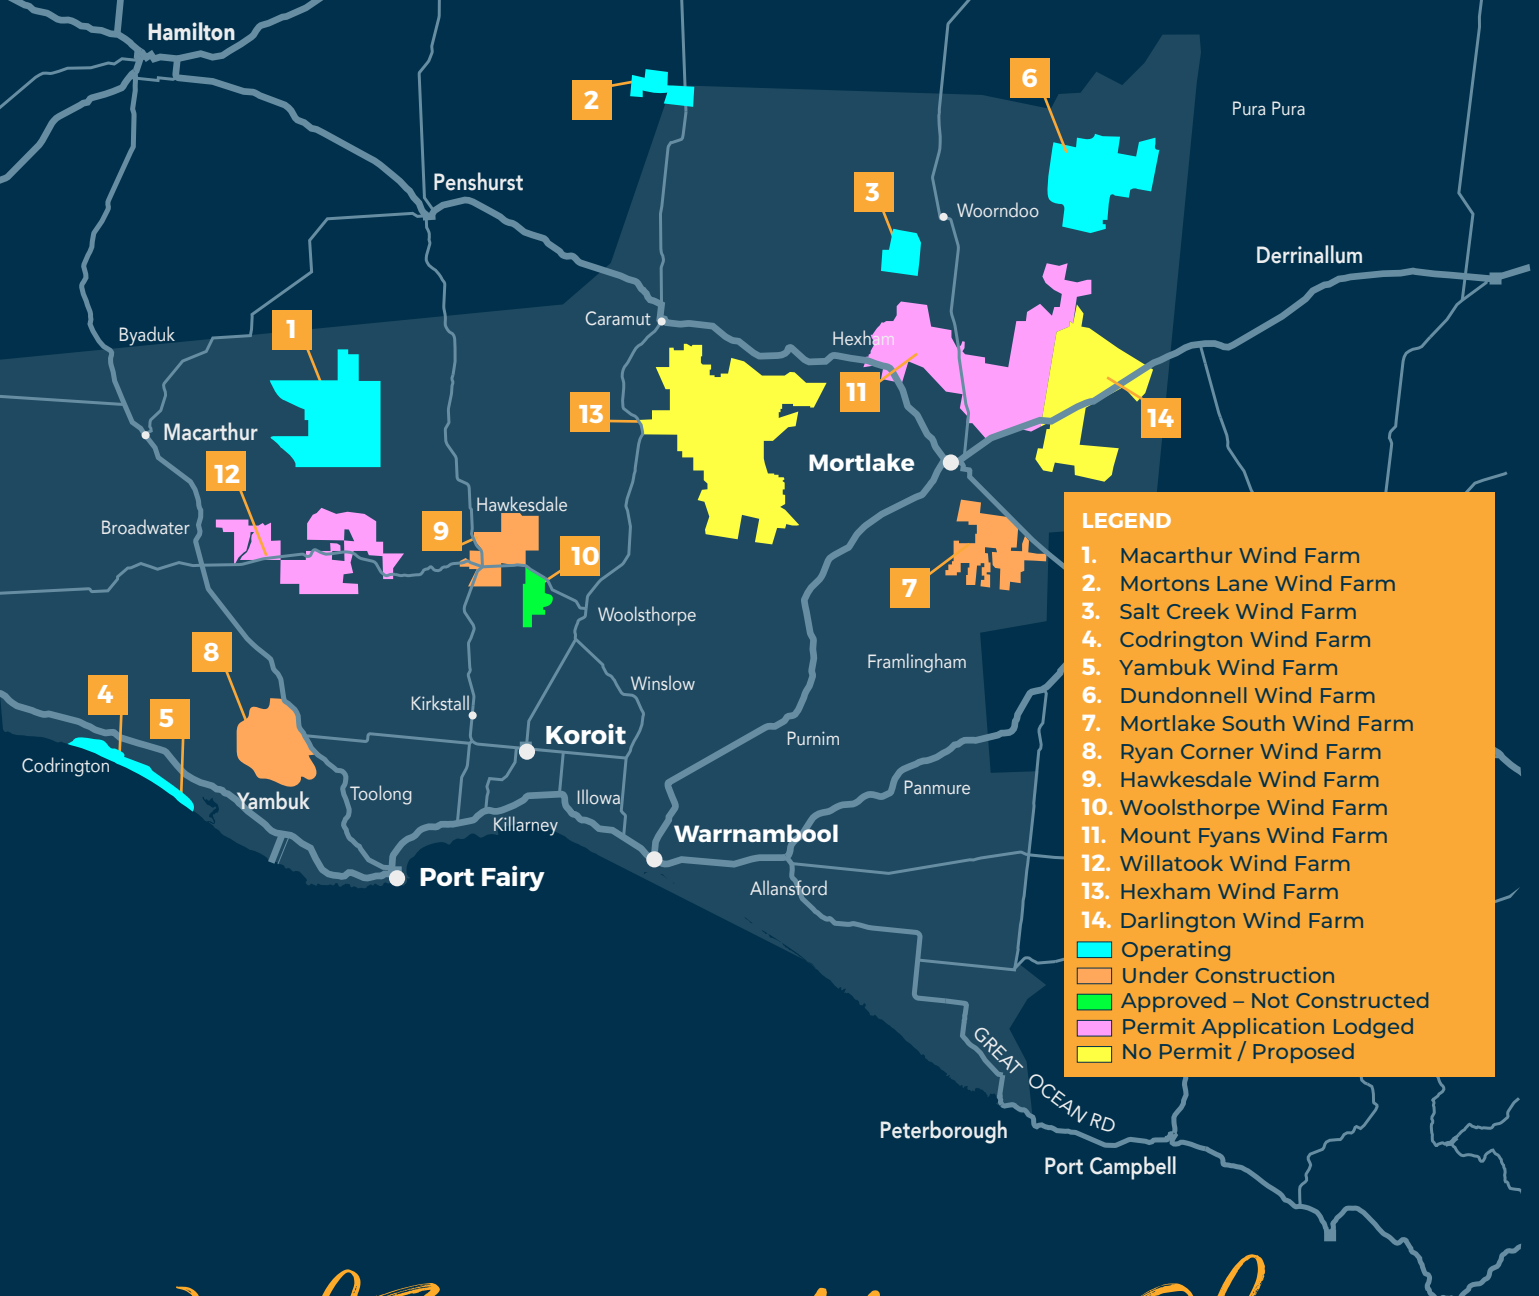 Hamilton
2
6
Pura Pura
Penshurst
3
Woorndoo
Derrinallum
1
Caramut
Byaduk
Hexham
11
13
14
Macarthur
12
Mortlake
Hawkesdale
Broadwater
9
10
7
Woolsthorpe
8
Framlingham
4
5
Winslow
Kirkstall
Koroit
Purnim
Codrington
Yambuk
Toolong
Illowa
Panmure
Killarney
Warrnambool
Port Fairy
Allansford
GREAT OCEAN RD
Peterborough
Port Campbell
LEGEND
1. Macarthur Wind Farm
2. Mortons Lane Wind Farm
3. Salt Creek Wind Farm
4. Codrington Wind Farm
5. Yambuk Wind Farm
6. Dundonnell Wind Farm
7. Mortlake South Wind Farm
8. Ryan Corner Wind Farm
9. Hawkesdale Wind Farm
10. Woolsthorpe Wind Farm
11. Mount Fyans Wind Farm
12. Willatook Wind Farm
13. Hexham Wind Farm
14. Darlington Wind Farm
Operating
Under Construction
Approved – Not Constructed
Permit Application Lodged
No Permit / Proposed